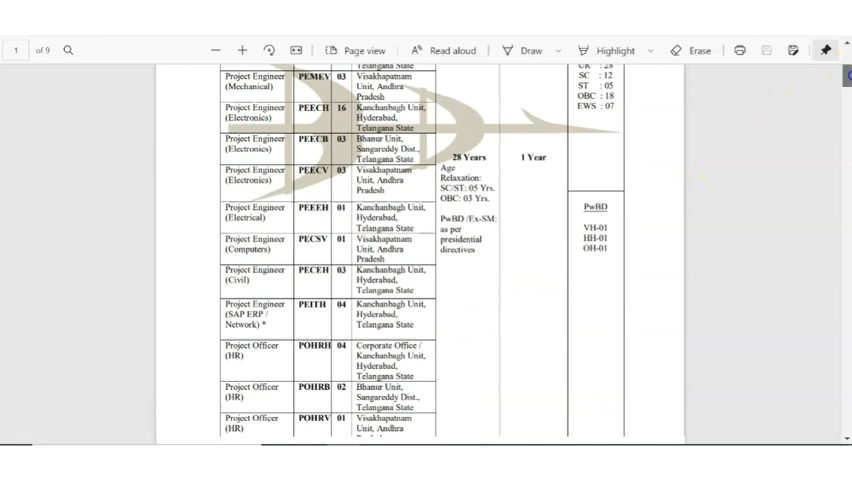 1 of 9 Page view Read aloud Draw Highlight Erase
Telangana State
Project Engineer
(Mechanical)
PEMEV 03
Visakhapatnam
Unit, Andhra
Pradesh
Project Engineer
(Electronics)
PEECH 16
Kanchanbagh Unit,
Hyderabad,
Telangana State
Project Engineer
(Electronics)
PEECB 03
Bhanur Unit,
Sangareddy Dist.,
Telangana State
Project Engineer
(Electronics)
PEECV 03
Visakhapatnam
Unit, Andhra
Pradesh
Project Engineer
(Electrical)
PEEEH 01
Kanchanbagh Unit,
Hyderabad,
Telangana State
Project Engineer
(Computers)
PECSV 01
Visakhapatnam
Unit, Andhra
Pradesh
Project Engineer
(Civil)
PECEH 03
Kanchanbagh Unit,
Hyderabad,
Telangana State
Project Engineer
(SAP ERP /
Network) *
PEITH 04
Kanchanbagh Unit,
Hyderabad,
Telangana State
Project Officer
(HR)
POHRH 04
Corporate Office /
Kanchanbagh Unit,
Hyderabad,
Telangana State
Project Officer
(HR)
POHRB 02
Bhanur Unit,
Sangareddy Dist.,
Telangana State
Project Officer
(HR)
POHRV 01
Visakhapatnam
Unit, Andhra
28 Years
Age
Relaxation:
SC/ST: 05 Yrs.
OBC: 03 Yrs.
PwBD /Ex-SM:
as per
presidential
directives
1 Year
UR : 28
SC : 12
ST : 05
OBC : 18
EWS : 07
PwBD
VH-01
HH-01
OH-01